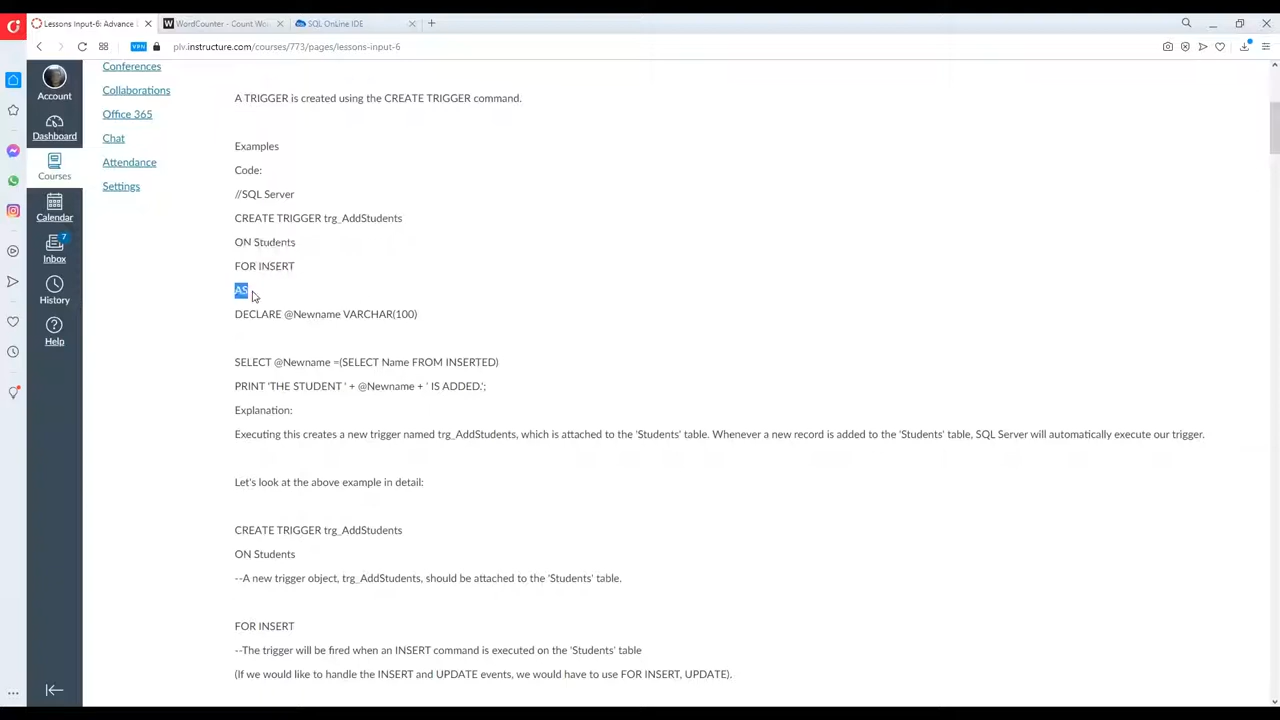 Lessons Input-6: Advance
WordCounter - Count Wo
SQL OnLine IDE
VPN
plv.instructure.com/courses/773/pages/lessons-input-6
Account
Dashboard
Courses
Calendar
7
Inbox
History
Help
Conferences
Collaborations
Office 365
Chat
Attendance
Settings
A TRIGGER is created using the CREATE TRIGGER command.
Examples
Code:
//SQL Server
CREATE TRIGGER trg_AddStudents
ON Students
FOR INSERT
AS
DECLARE @Newname VARCHAR(100)
SELECT @Newname =(SELECT Name FROM INSERTED)
PRINT 'THE STUDENT ' + @Newname + ' IS ADDED.';
Explanation:
Executing this creates a new trigger named trg_AddStudents, which is attached to the 'Students' table. Whenever a new record is added to the 'Students' table, SQL Server will automatically execute our trigger.
Let's look at the above example in detail:
CREATE TRIGGER trg_AddStudents
ON Students
--A new trigger object, trg_AddStudents, should be attached to the 'Students' table.
FOR INSERT
--The trigger will be fired when an INSERT command is executed on the 'Students' table
(If we would like to handle the INSERT and UPDATE events, we would have to use FOR INSERT, UPDATE).